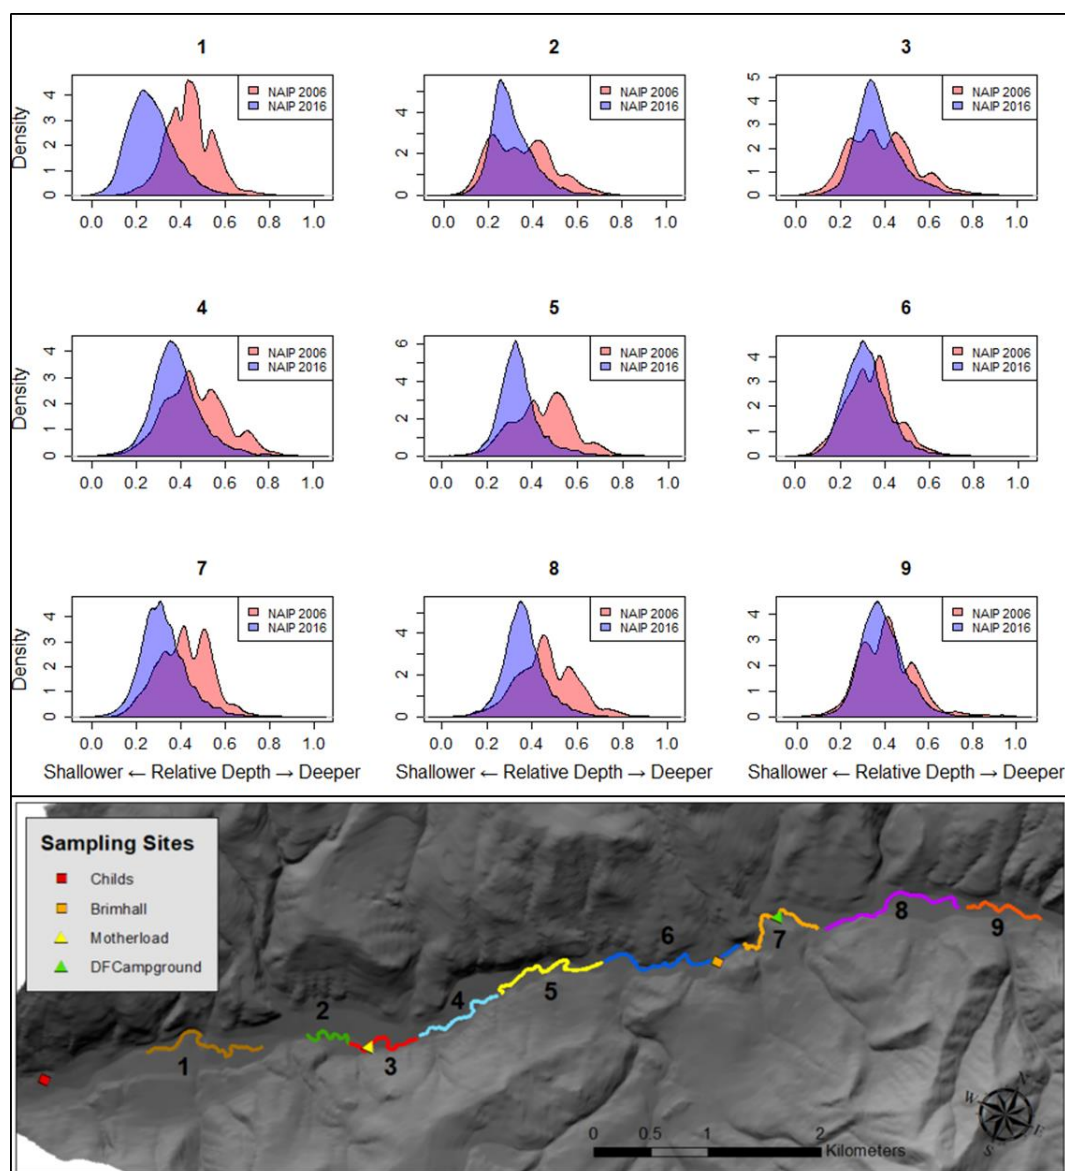 1 2 3
Density
4
3
2
1
0
0.0 0.2 0.4 0.6 0.8 1.0
NAIP 2006
NAIP 2016
4
2
0
0.0 0.2 0.4 0.6 0.8 1.0
NAIP 2006
NAIP 2016
5
4
3
2
1
0
0.0 0.2 0.4 0.6 0.8 1.0
NAIP 2006
NAIP 2016
4 5 6
Density
4
3
2
1
0
0.0 0.2 0.4 0.6 0.8 1.0
NAIP 2006
NAIP 2016
6
4
2
0
0.0 0.2 0.4 0.6 0.8 1.0
NAIP 2006
NAIP 2016
4
3
2
1
0
0.0 0.2 0.4 0.6 0.8 1.0
NAIP 2006
NAIP 2016
7 8 9
Density
4
3
2
1
0
0.0 0.2 0.4 0.6 0.8 1.0
NAIP 2006
NAIP 2016
4
2
0
0.0 0.2 0.4 0.6 0.8 1.0
NAIP 2006
NAIP 2016
4
3
2
1
0
0.0 0.2 0.4 0.6 0.8 1.0
NAIP 2006
NAIP 2016
Shallower ← Relative Depth → Deeper
Shallower ← Relative Depth → Deeper
Shallower ← Relative Depth → Deeper
Sampling Sites
Childs
Brimhall
Motherload
DFCampground
1
2
3
4
5
6
7
8
9
N
W
E
S
0 0.5 1 2
Kilometers